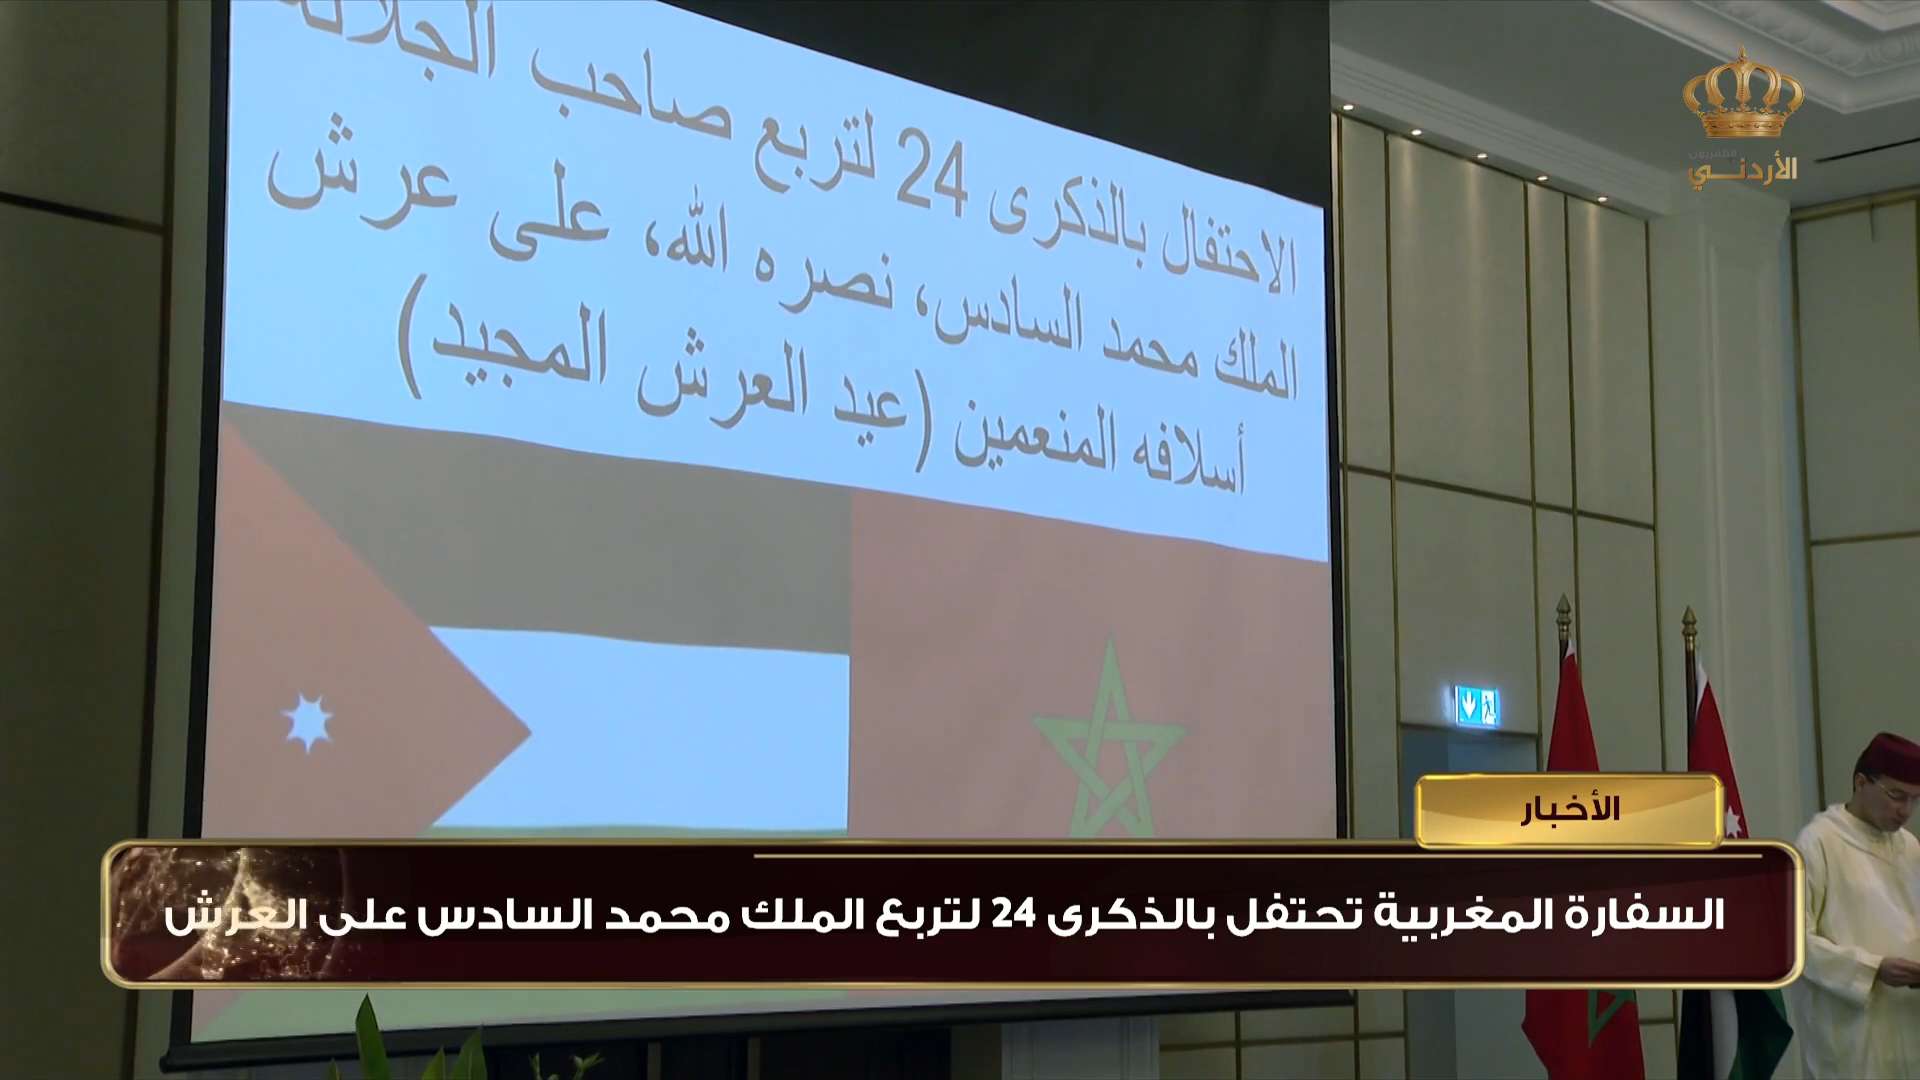 الاحتفال بالذكرى 24 لتربع صاحب الجلالة
الملك محمد السادس، نصره الله، على عرش
أسلافه المنعمين (عيد العرش المجيد)
التلفزيون
الأردني
الأخبار
السفارة المغربية تحتفل بالذكرى 24 لتربع الملك محمد السادس على العرش